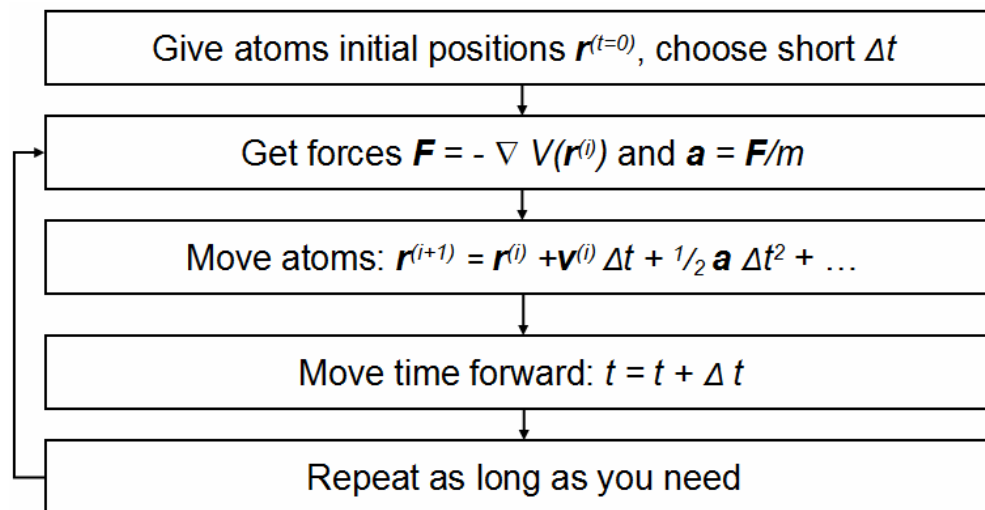 Give atoms initial positions r⁽ᵗ⁼⁰⁾, choose short Δt
Get forces F = - ∇ V(r⁽ⁱ⁾) and a = F/m
Move atoms: r⁽ⁱ⁺¹⁾ = r⁽ⁱ⁾ +v⁽ⁱ⁾ Δt + ¹/₂ a Δt² + …
Move time forward: t = t + Δ t
Repeat as long as you need